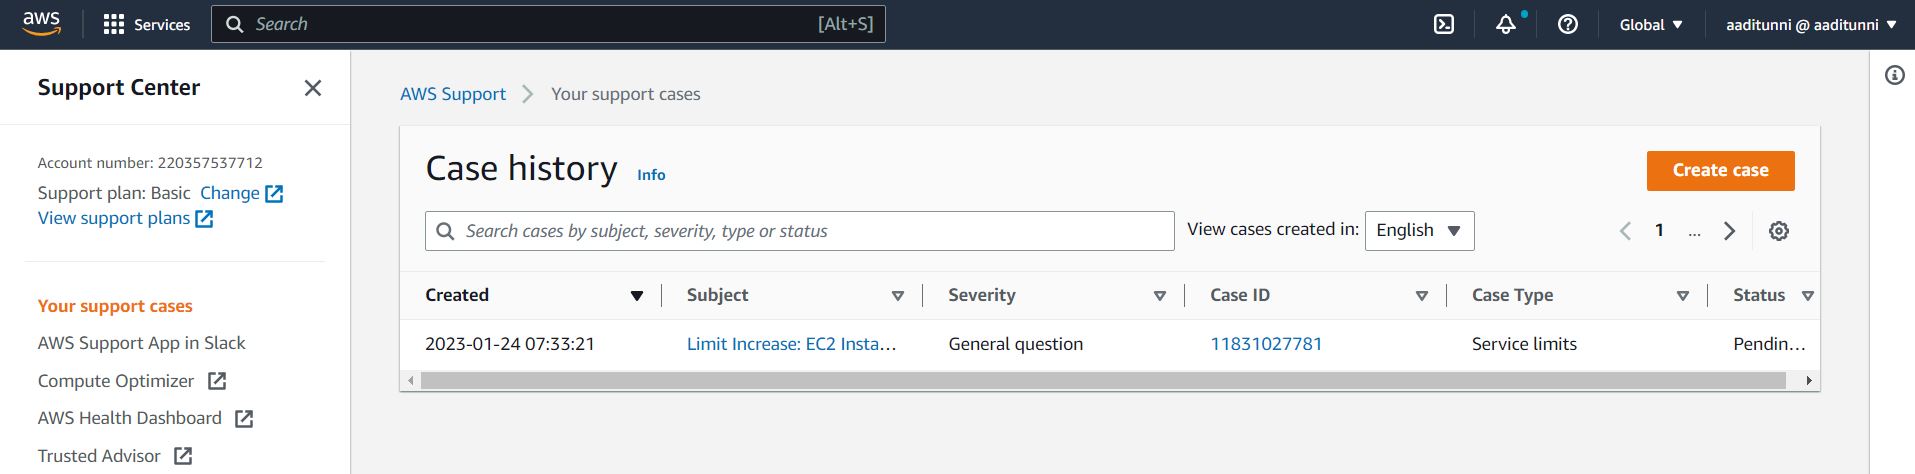 aws
Services
Search [Alt+S]
Global
aaditunni @ aaditunni
Support Center
Account number: 220357537712
Support plan: Basic Change
View support plans
Your support cases
AWS Support App in Slack
Compute Optimizer
AWS Health Dashboard
Trusted Advisor
AWS Support > Your support cases
Case history Info
Create case
Search cases by subject, severity, type or status
View cases created in: English
1 ...
Created Subject Severity Case ID Case Type Status
2023-01-24 07:33:21 Limit Increase: EC2 Insta... General question 11831027781 Service limits Pendin...